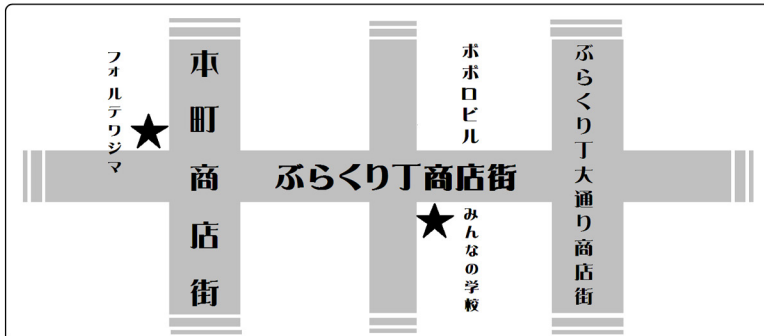 フォルテワジマ
本町商店街
ぶらくり丁商店街
ポポロビル
みんなの学校
ぶらくり丁大通り商店街